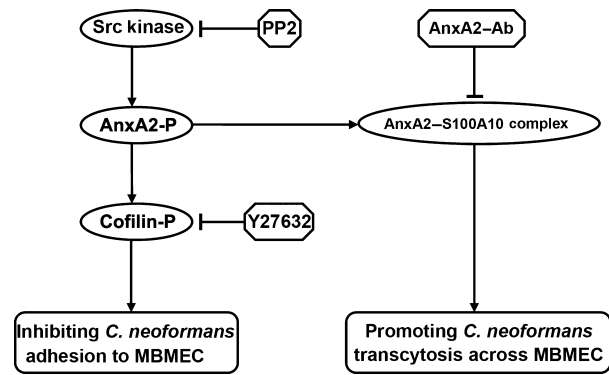 Src kinase
PP2
AnxA2–Ab
AnxA2-P
AnxA2–S100A10 complex
Cofilin-P
Y27632
Inhibiting C. neoformans
adhesion to MBMEC
Promoting C. neoformans
transcytosis across MBMEC